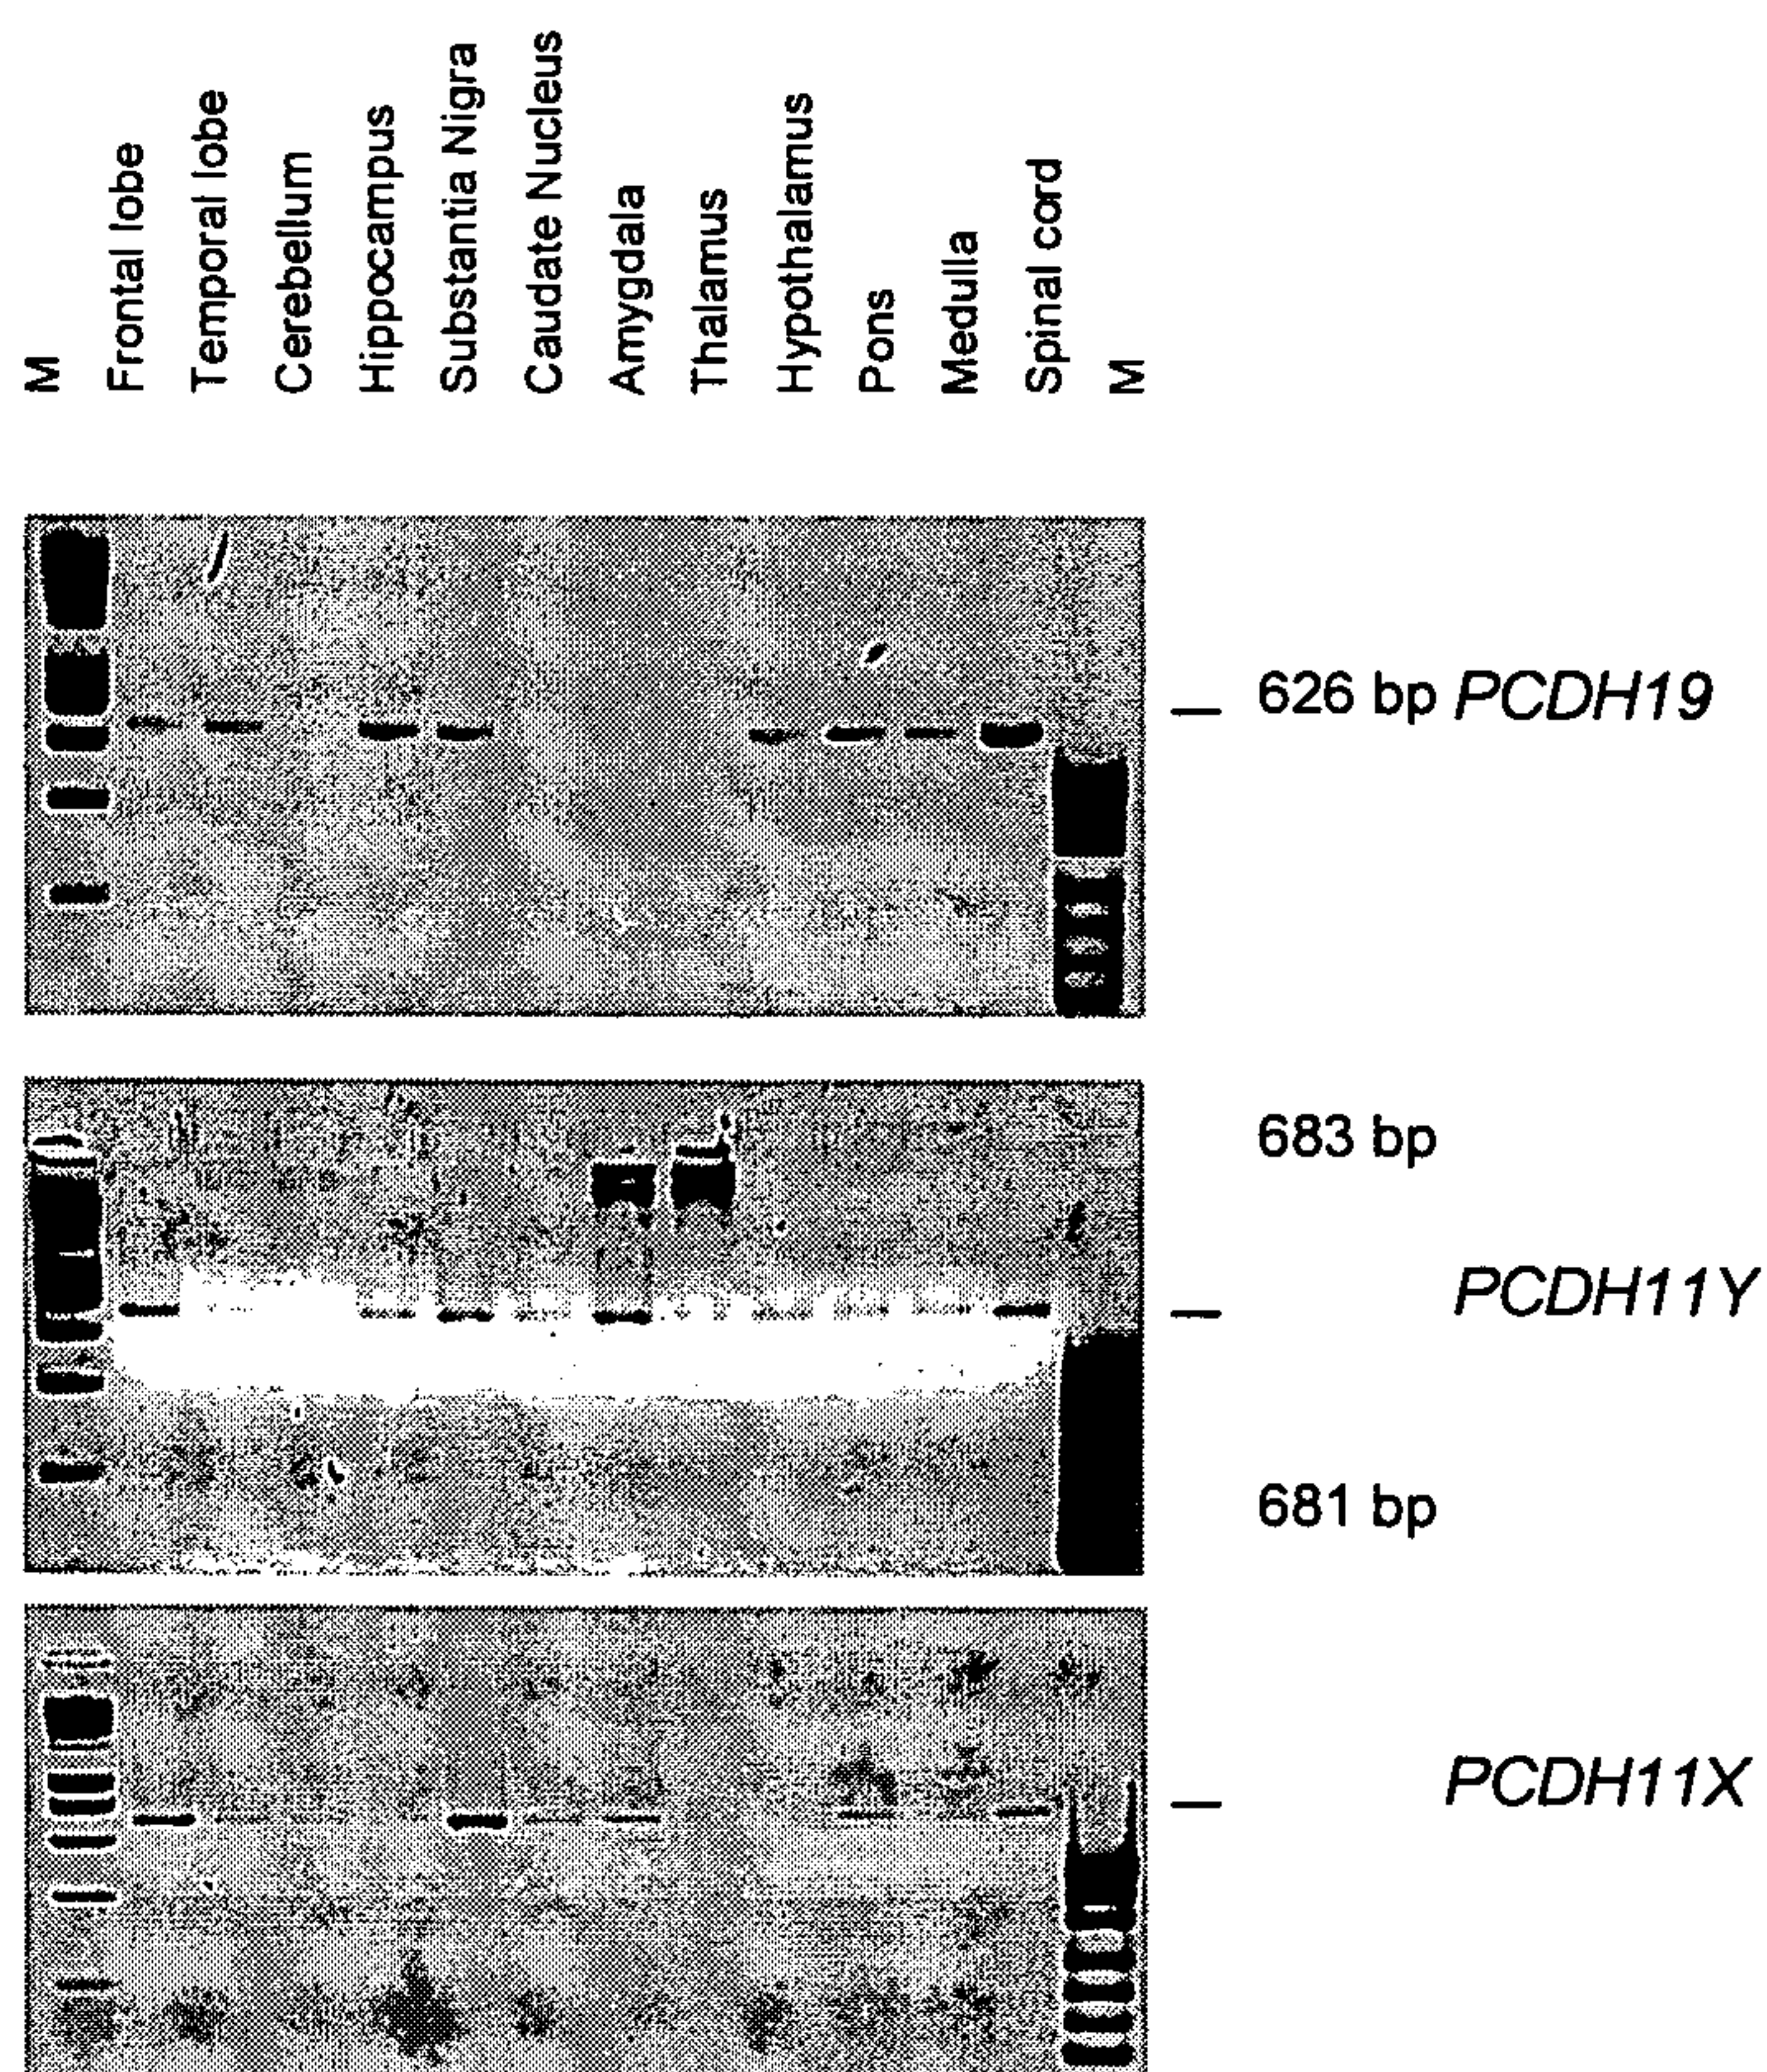 M
Frontal lobe
Temporal lobe
Cerebellum
Hippocampus
Substantia Nigra
Caudate Nucleus
Amygdala
Thalamus
Hypothalamus
Pons
Medulla
Spinal cord
M
626 bp PCDH19
683 bp
PCDH11Y
681 bp
PCDH11X